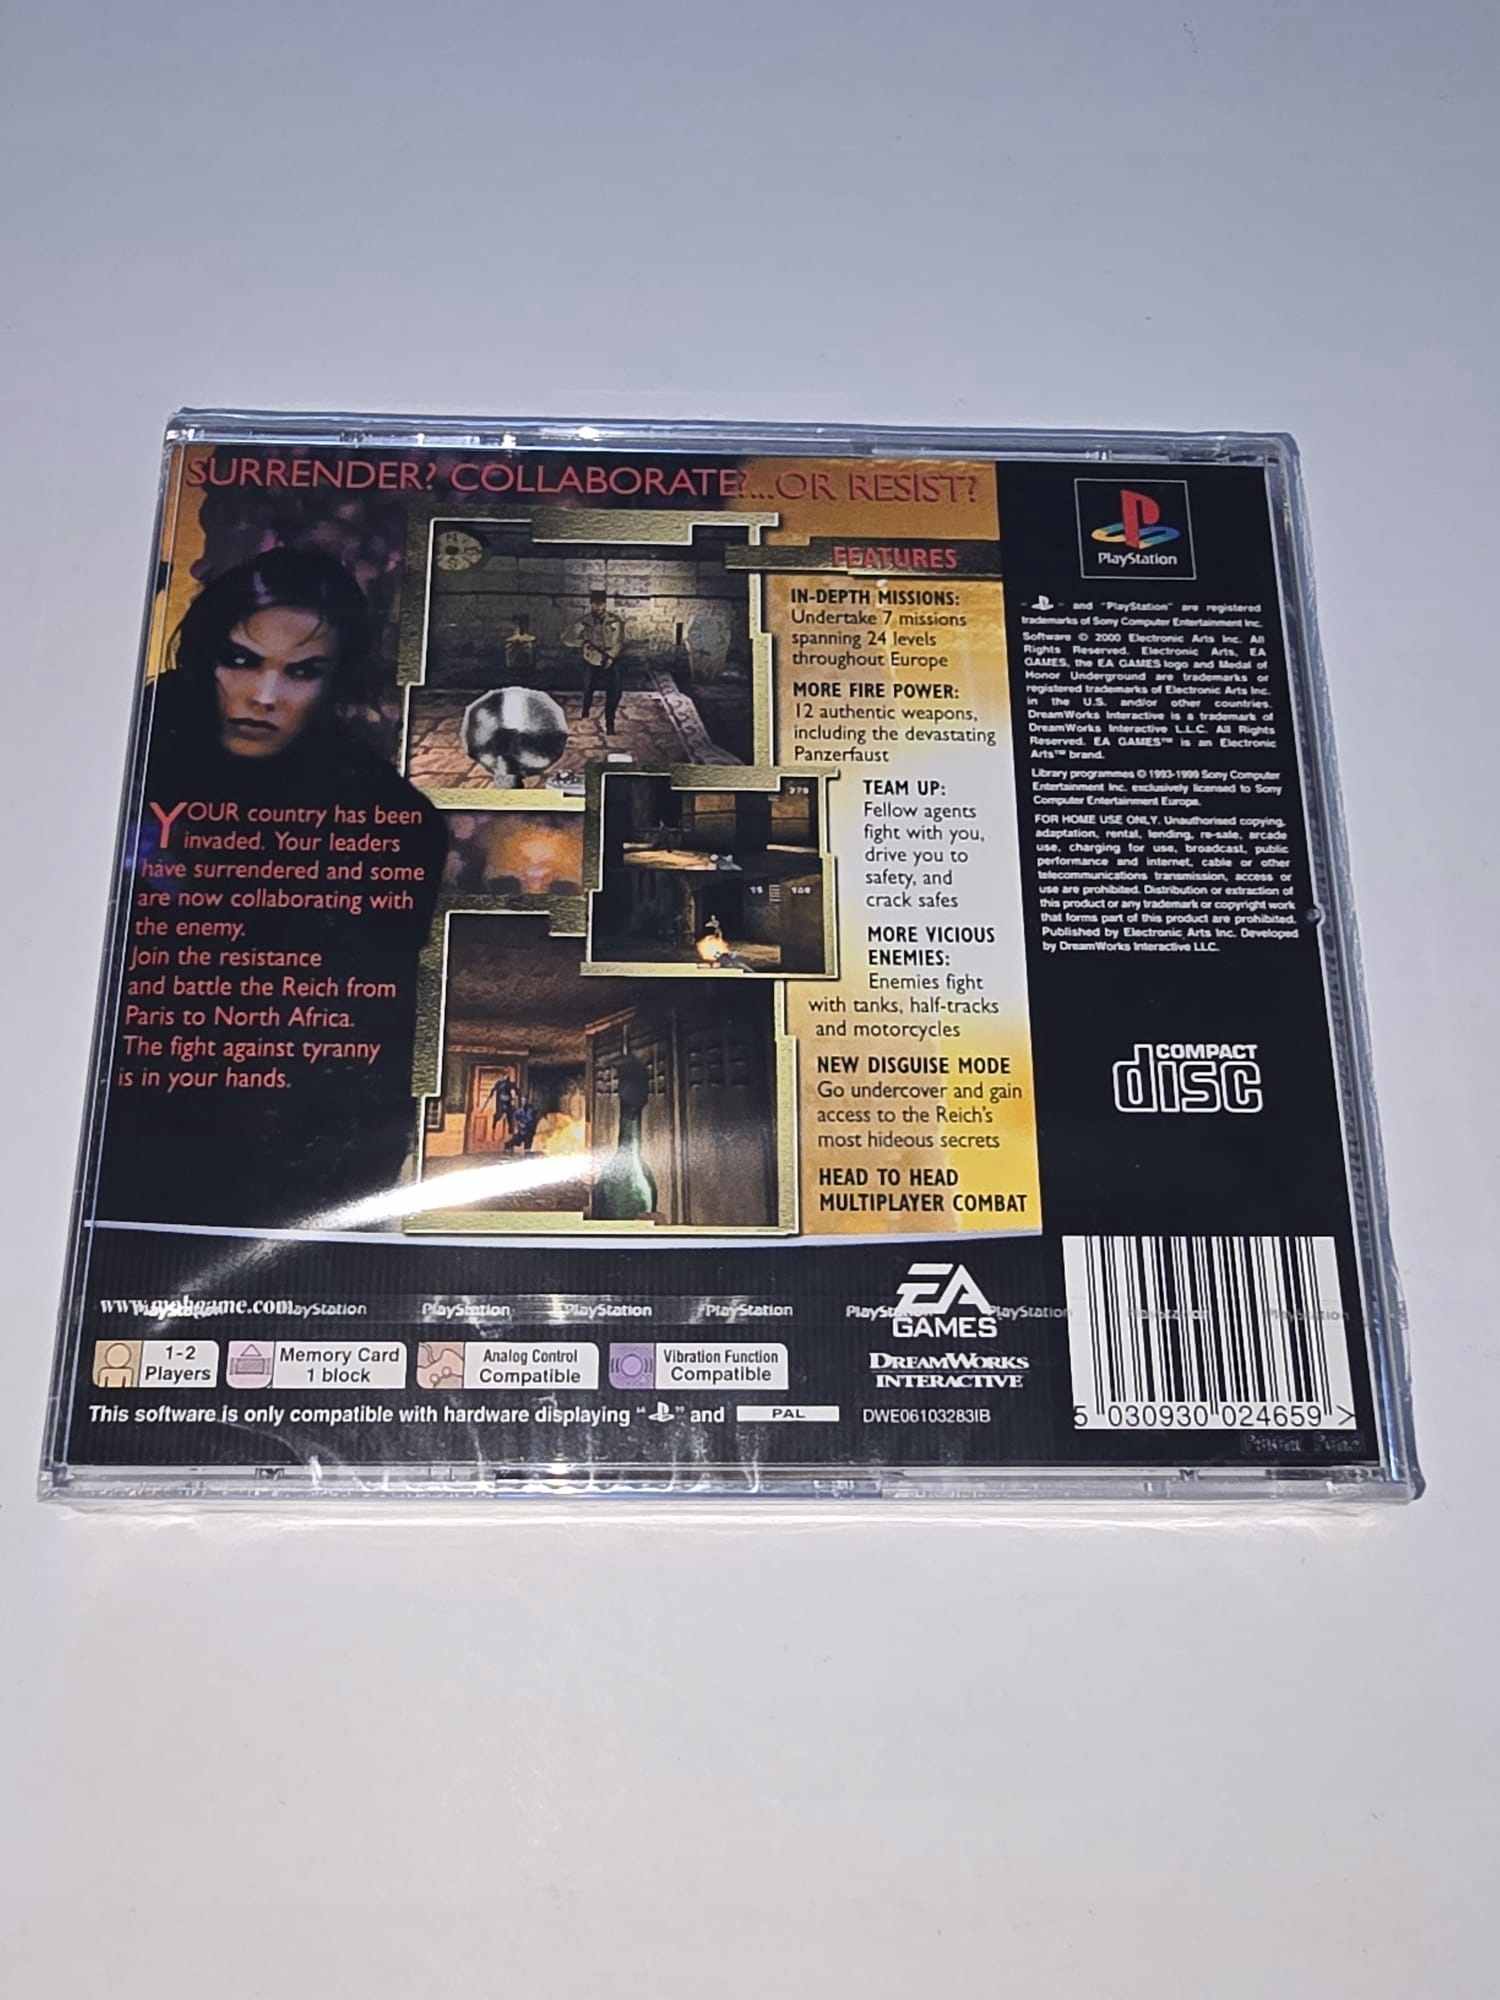 SURRENDER? COLLABORATE?...OR RESIST?
YOUR country has been
invaded. Your leaders
have surrendered and some
are now collaborating with
the enemy.
Join the resistance
and battle the Reich from
Paris to North Africa.
The fight against tyranny
is in your hands.
N
S
FEATURES
IN-DEPTH MISSIONS:
Undertake 7 missions
spanning 24 levels
throughout Europe
MORE FIRE POWER:
12 authentic weapons,
including the devastating
Panzerfaust
TEAM UP:
Fellow agents
fight with you,
drive you to
safety, and
crack safes
MORE VICIOUS
ENEMIES:
Enemies fight
with tanks, half-tracks
and motorcycles
NEW DISGUISE MODE
Go undercover and gain
access to the Reich's
most hideous secrets
HEAD TO HEAD
MULTIPLAYER COMBAT
PlayStation
" " and "PlayStation" are registered
trademarks of Sony Computer Entertainment Inc.
Software © 2000 Electronic Arts Inc. All
Rights Reserved. Electronic Arts, EA
GAMES, the EA GAMES logo and Medal of
Honor Underground are trademarks or
registered trademarks of Electronic Arts Inc.
in the U.S. and/or other countries.
DreamWorks Interactive is a trademark of
DreamWorks Interactive L.L.C. All Rights
Reserved. EA GAMES™ is an Electronic
Arts™ brand.
Library programmes © 1993-1999 Sony Computer
Entertainment Inc. exclusively licensed to Sony
Computer Entertainment Europe.
FOR HOME USE ONLY. Unauthorised copying,
adaptation, rental, lending, re-sale, arcade
use, charging for use, broadcast, public
performance and internet, cable or other
telecommunications transmission, access or
use are prohibited. Distribution or extraction of
this product or any trademark or copyright work
that forms part of this product are prohibited.
Published by Electronic Arts Inc. Developed
by DreamWorks Interactive LLC.
COMPACT
disc
www.mohgame.com
PlayStation PlayStation PlayStation PlayStation PlayStation PlayStation
EA
GAMES
DREAMWORKS
INTERACTIVE
1-2
Players
Memory Card
1 block
Analog Control
Compatible
Vibration Function
Compatible
This software is only compatible with hardware displaying " " and PAL
DWE06103283IB
5 030930 024659 >